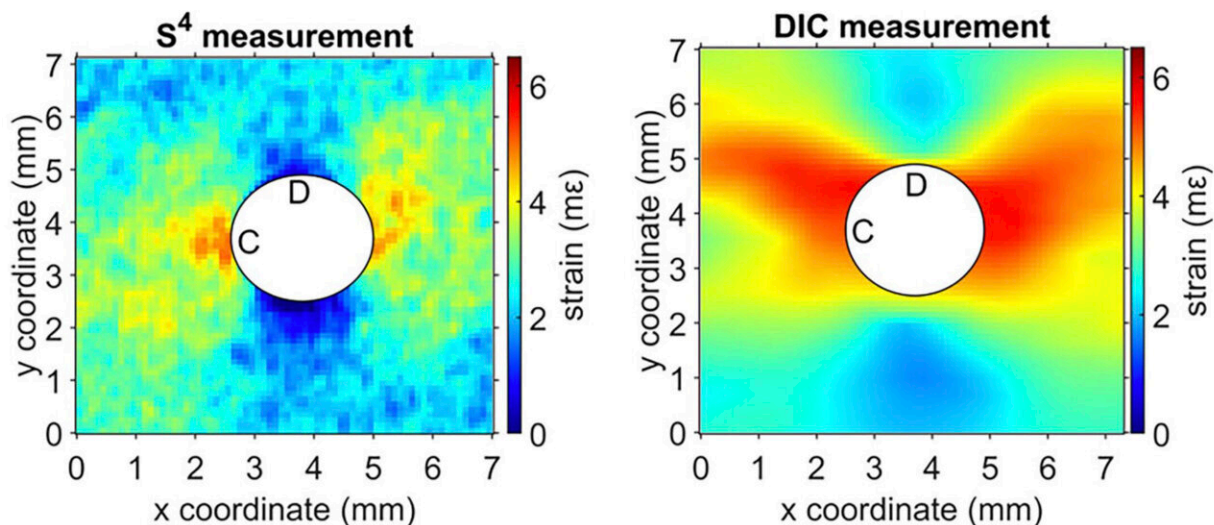 S⁴ measurement
7
6
5
4
3
2
1
0
y coordinate (mm)
D
C
0 1 2 3 4 5 6 7
x coordinate (mm)
6
4
2
0
strain (mε)
DIC measurement
7
6
5
4
3
2
1
0
y coordinate (mm)
D
C
0 1 2 3 4 5 6 7
x coordinate (mm)
6
4
2
0
strain (mε)